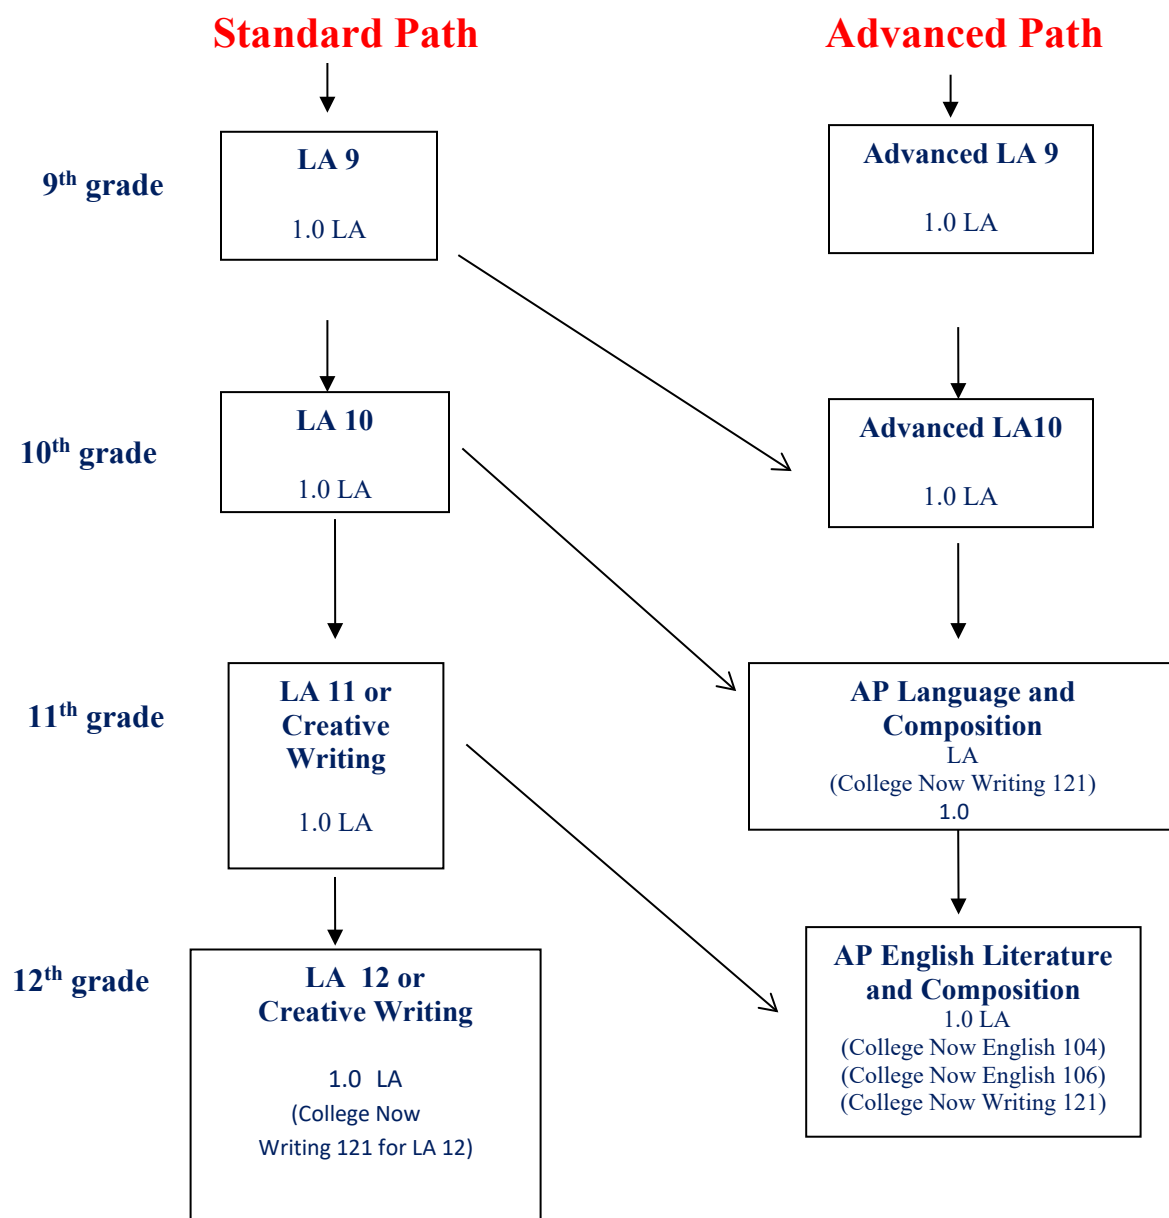 Standard Path
Advanced Path
9th grade
LA 9
1.0 LA
Advanced LA 9
1.0 LA
10th grade
LA 10
1.0 LA
Advanced LA10
1.0 LA
11th grade
LA 11 or
Creative
Writing
1.0 LA
AP Language and
Composition
LA
(College Now Writing 121)
1.0
12th grade
LA  12 or
Creative Writing
1.0  LA
(College Now
Writing 121 for LA 12)
AP English Literature
and Composition
1.0 LA
(College Now English 104)
(College Now English 106)
(College Now Writing 121)